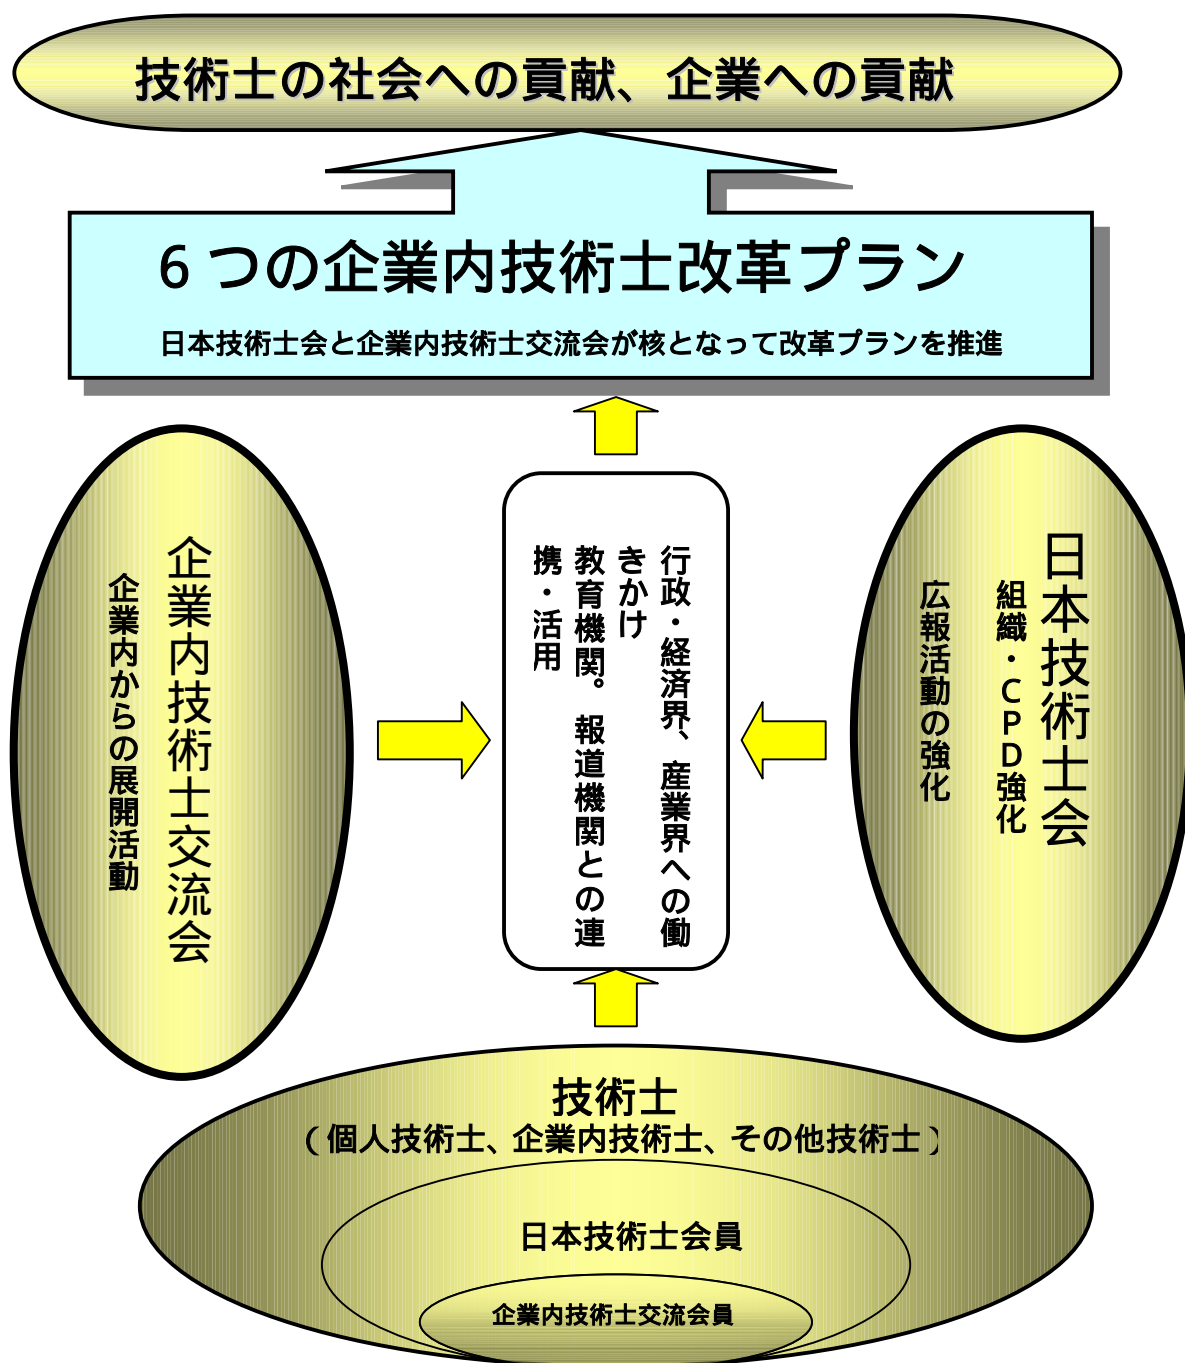 技術士の社会への貢献、企業への貢献
6つの企業内技術士改革プラン
日本技術士会と企業内技術士交流会が核となって改革プランを推進
企業内技術士交流会
企業内からの展開活動
行政・経済界、産業界への働
きかけ
教育機関。報道機関との連
携・活用
日本技術士会
組織・CPD強化
広報活動の強化
技術士
(個人技術士、企業内技術士、その他技術士)
日本技術士会員
企業内技術士交流会員